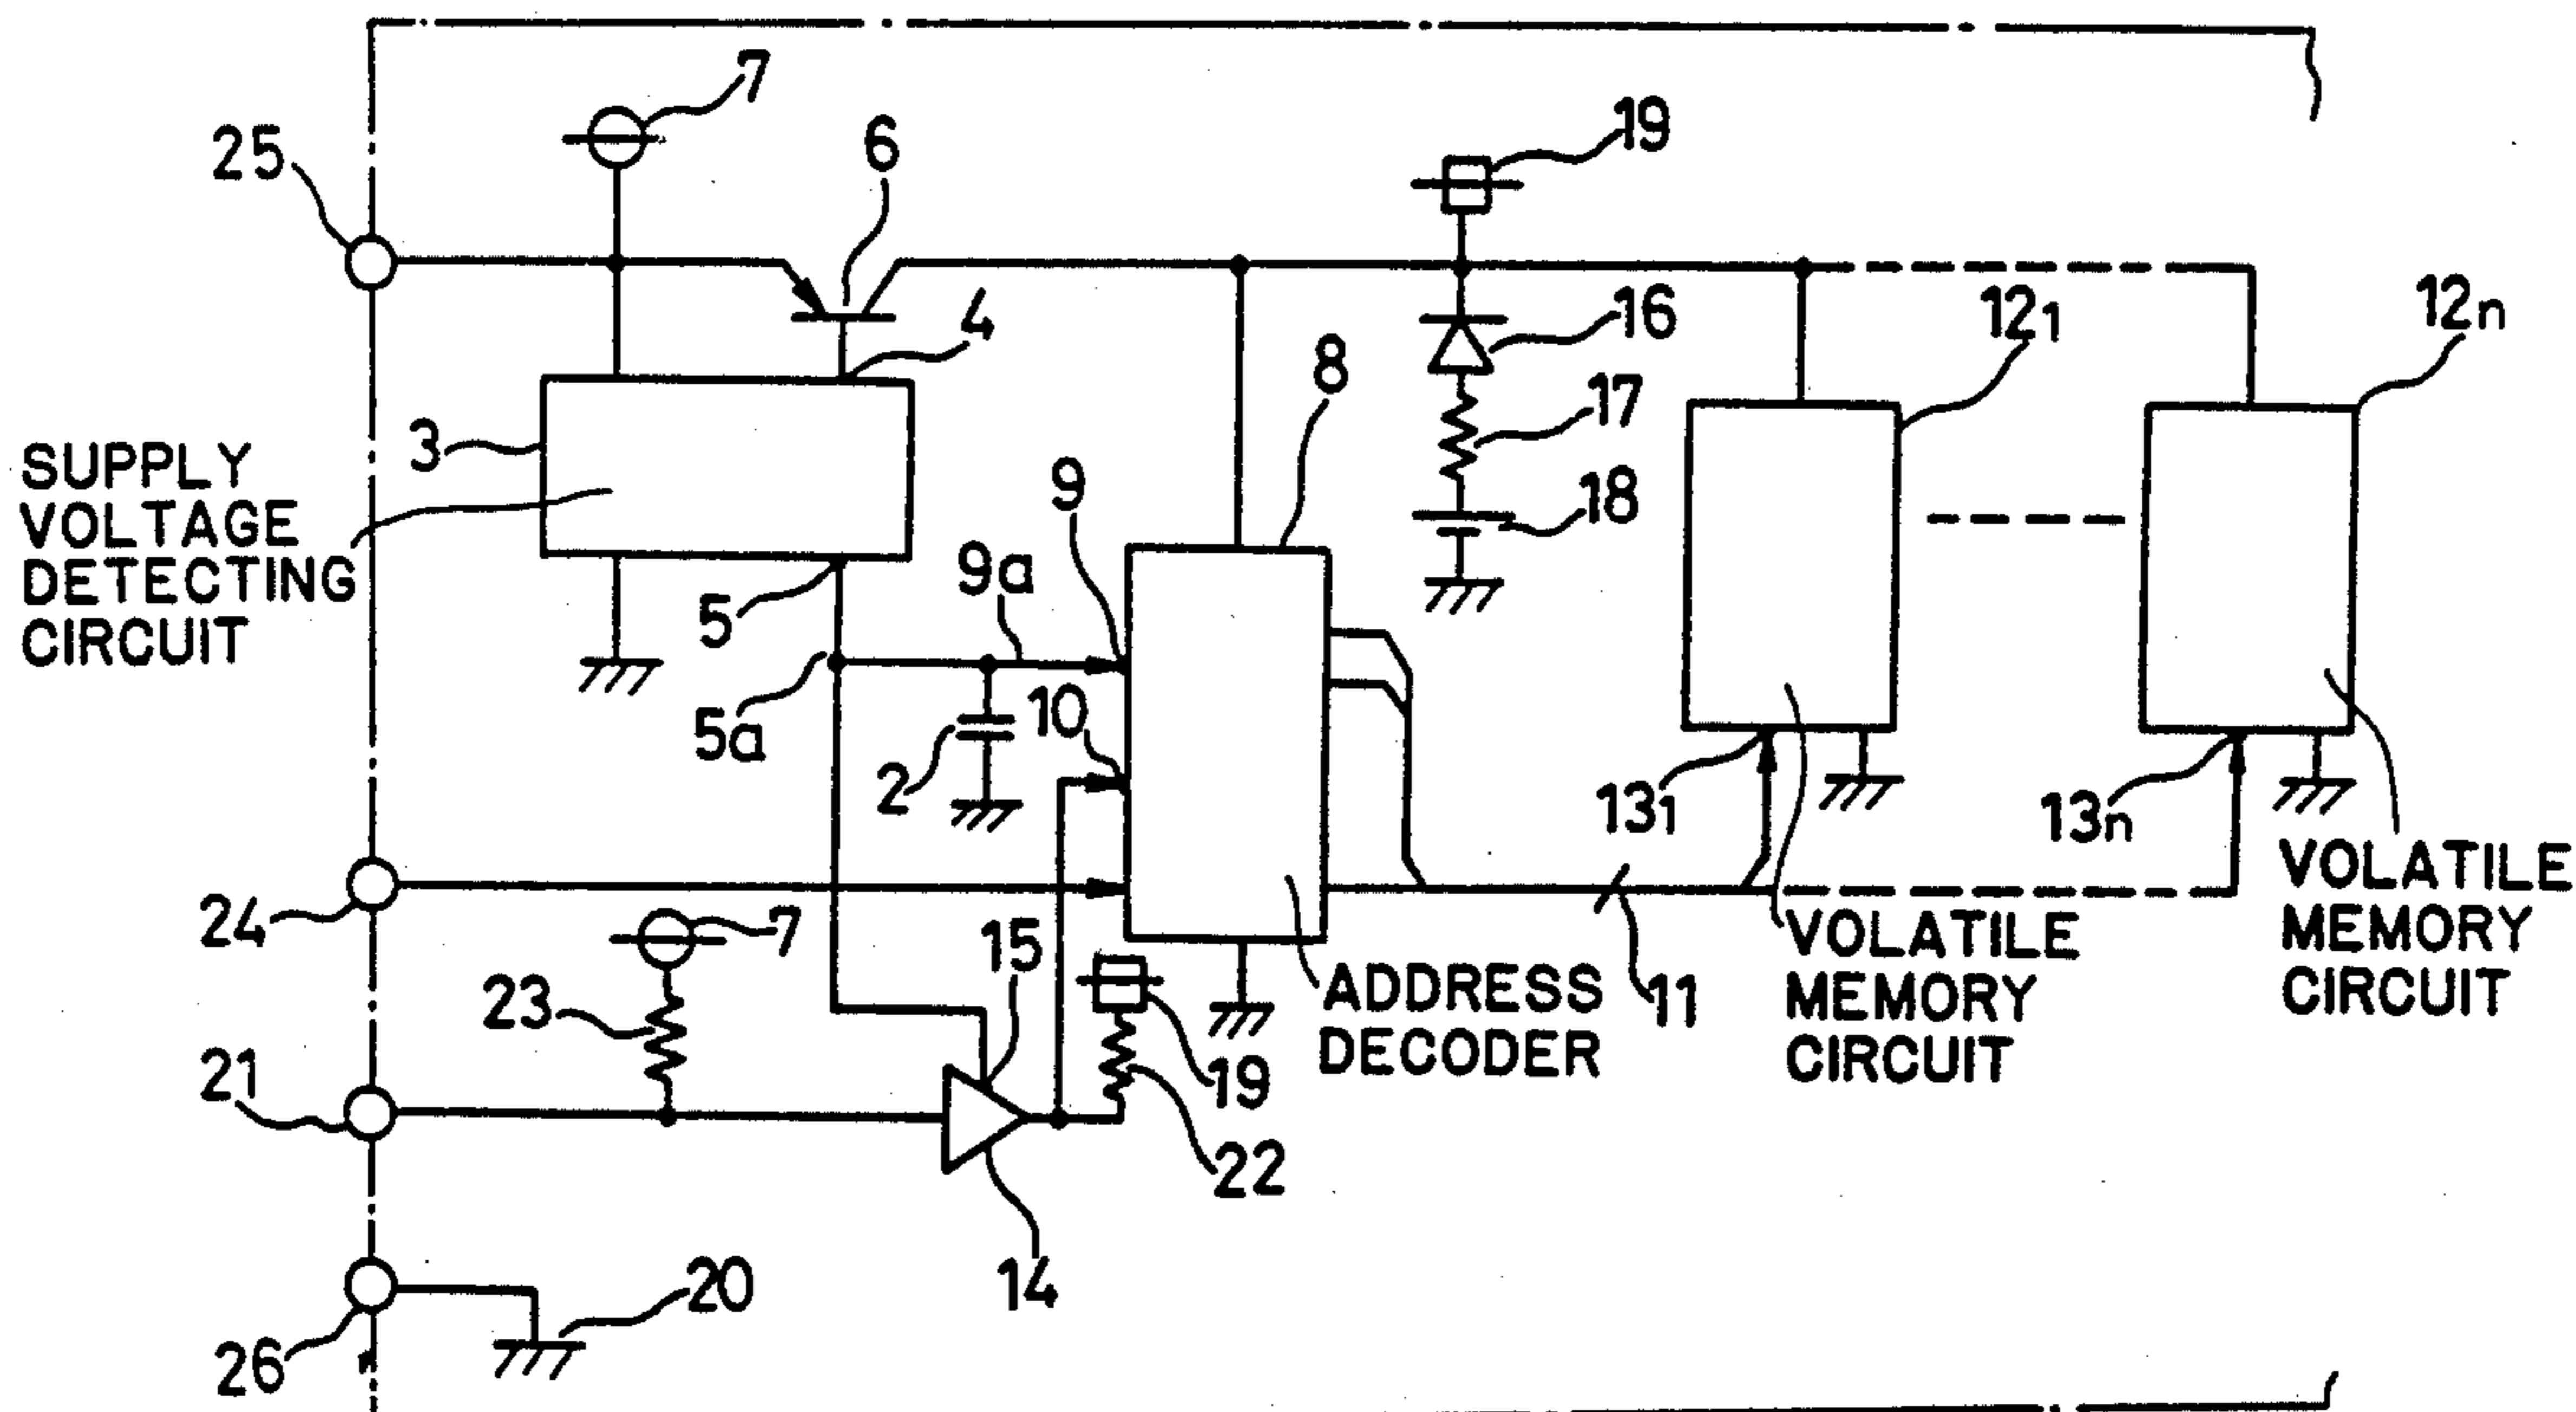 7
25
6
19
4
16
12₁
12n
8
17
3
SUPPLY
VOLTAGE
DETECTING
CIRCUIT
9
18
9a
5
5a
10
2
13₁
13n
VOLATILE
MEMORY
CIRCUIT
24
7
15
ADDRESS
DECODER
11
VOLATILE
MEMORY
CIRCUIT
23
21
19
22
14
20
26